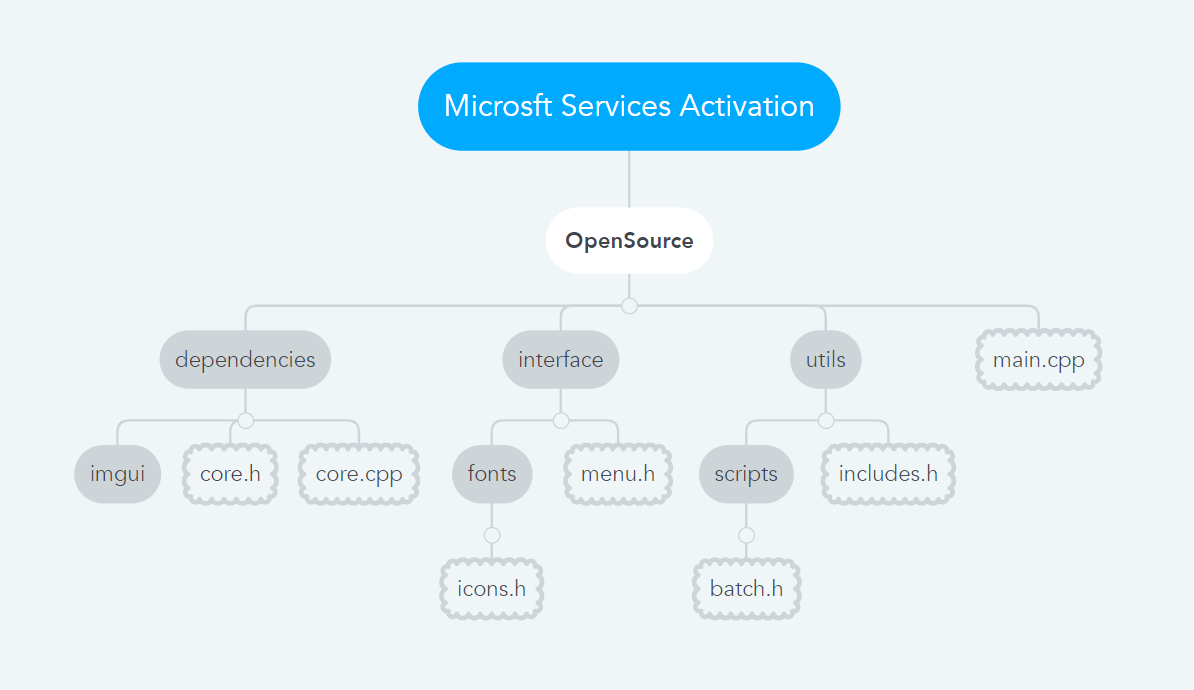 Microsft Services Activation
OpenSource
dependencies
interface
utils
main.cpp
imgui
core.h
core.cpp
fonts
menu.h
scripts
includes.h
icons.h
batch.h